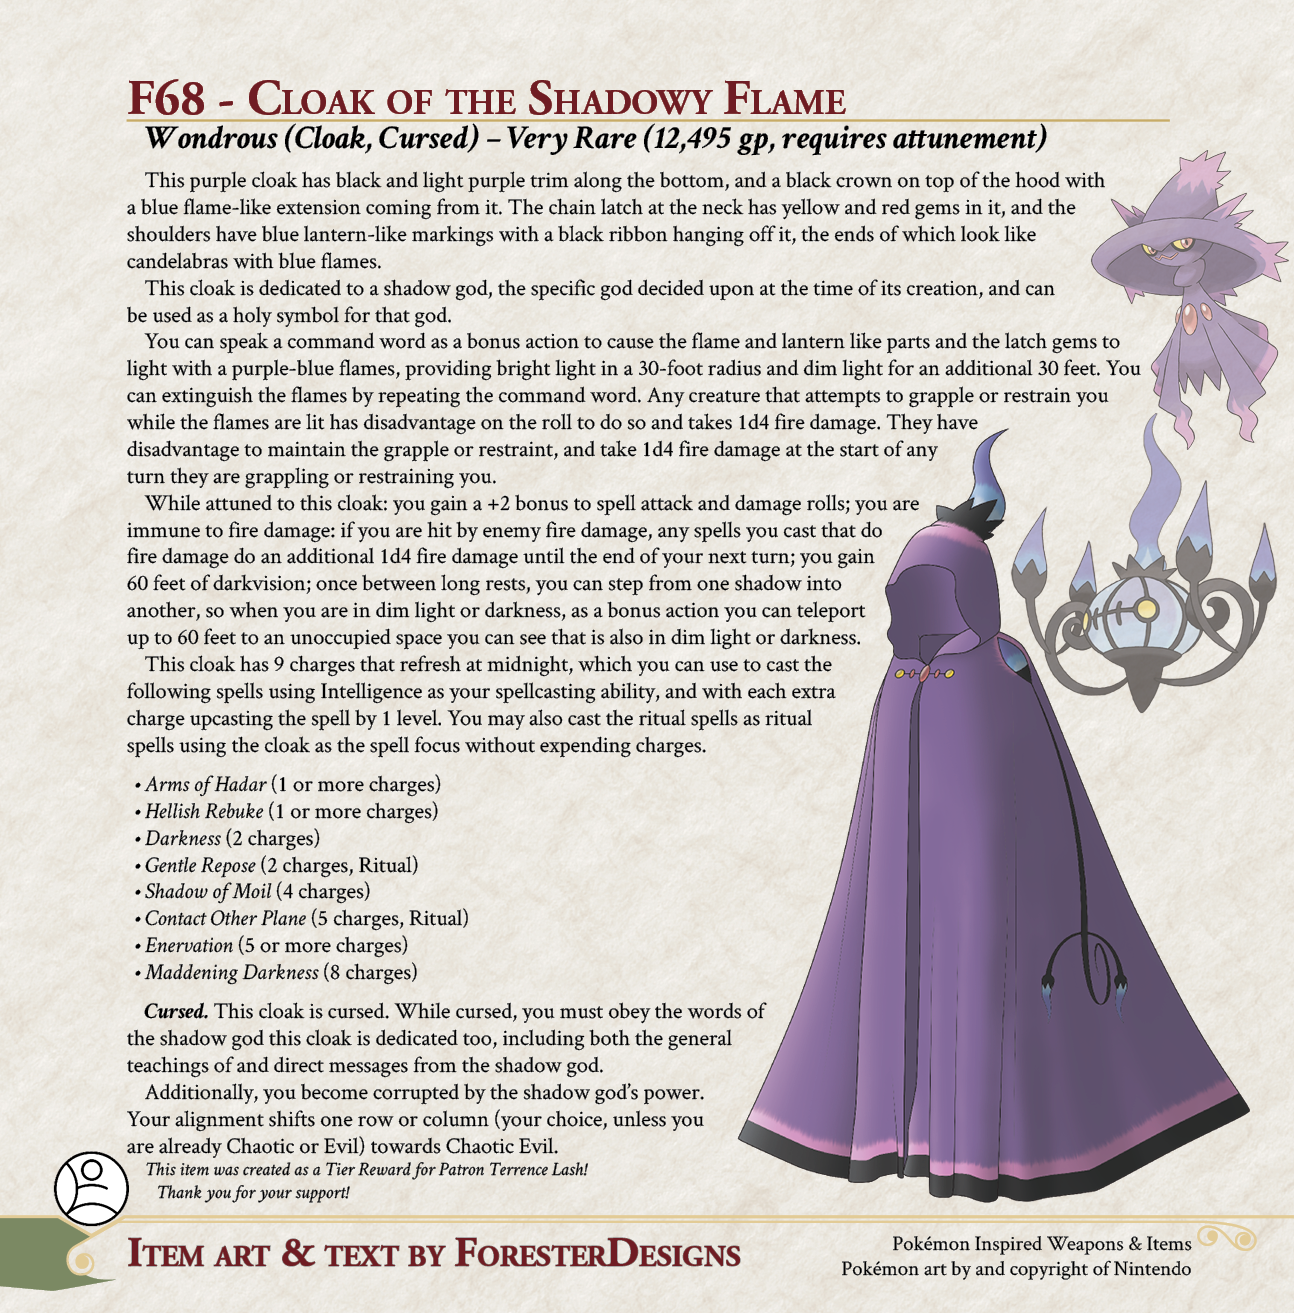 F68 - Cloak of the Shadowy Flame
Wondrous (Cloak, Cursed) – Very Rare (12,495 gp, requires attunement)
This purple cloak has black and light purple trim along the bottom, and a black crown on top of the hood with
a blue flame-like extension coming from it. The chain latch at the neck has yellow and red gems in it, and the
shoulders have blue lantern-like markings with a black ribbon hanging off it, the ends of which look like
candelabras with blue flames.
This cloak is dedicated to a shadow god, the specific god decided upon at the time of its creation, and can
be used as a holy symbol for that god.
You can speak a command word as a bonus action to cause the flame and lantern like parts and the latch gems to
light with a purple-blue flames, providing bright light in a 30-foot radius and dim light for an additional 30 feet. You
can extinguish the flames by repeating the command word. Any creature that attempts to grapple or restrain you
while the flames are lit has disadvantage on the roll to do so and takes 1d4 fire damage. They have
disadvantage to maintain the grapple or restraint, and take 1d4 fire damage at the start of any
turn they are grappling or restraining you.
While attuned to this cloak: you gain a +2 bonus to spell attack and damage rolls; you are
immune to fire damage: if you are hit by enemy fire damage, any spells you cast that do
fire damage do an additional 1d4 fire damage until the end of your next turn; you gain
60 feet of darkvision; once between long rests, you can step from one shadow into
another, so when you are in dim light or darkness, as a bonus action you can teleport
up to 60 feet to an unoccupied space you can see that is also in dim light or darkness.
This cloak has 9 charges that refresh at midnight, which you can use to cast the
following spells using Intelligence as your spellcasting ability, and with each extra
charge upcasting the spell by 1 level. You may also cast the ritual spells as ritual
spells using the cloak as the spell focus without expending charges.
• Arms of Hadar (1 or more charges)
• Hellish Rebuke (1 or more charges)
• Darkness (2 charges)
• Gentle Repose (2 charges, Ritual)
• Shadow of Moil (4 charges)
• Contact Other Plane (5 charges, Ritual)
• Enervation (5 or more charges)
• Maddening Darkness (8 charges)
Cursed. This cloak is cursed. While cursed, you must obey the words of
the shadow god this cloak is dedicated too, including both the general
teachings of and direct messages from the shadow god.
Additionally, you become corrupted by the shadow god's power.
Your alignment shifts one row or column (your choice, unless you
are already Chaotic or Evil) towards Chaotic Evil.
This item was created as a Tier Reward for Patron Terrence Lash!
Thank you for your support!
Item art & text by ForesterDesigns
Pokémon Inspired Weapons & Items
Pokémon art by and copyright of Nintendo